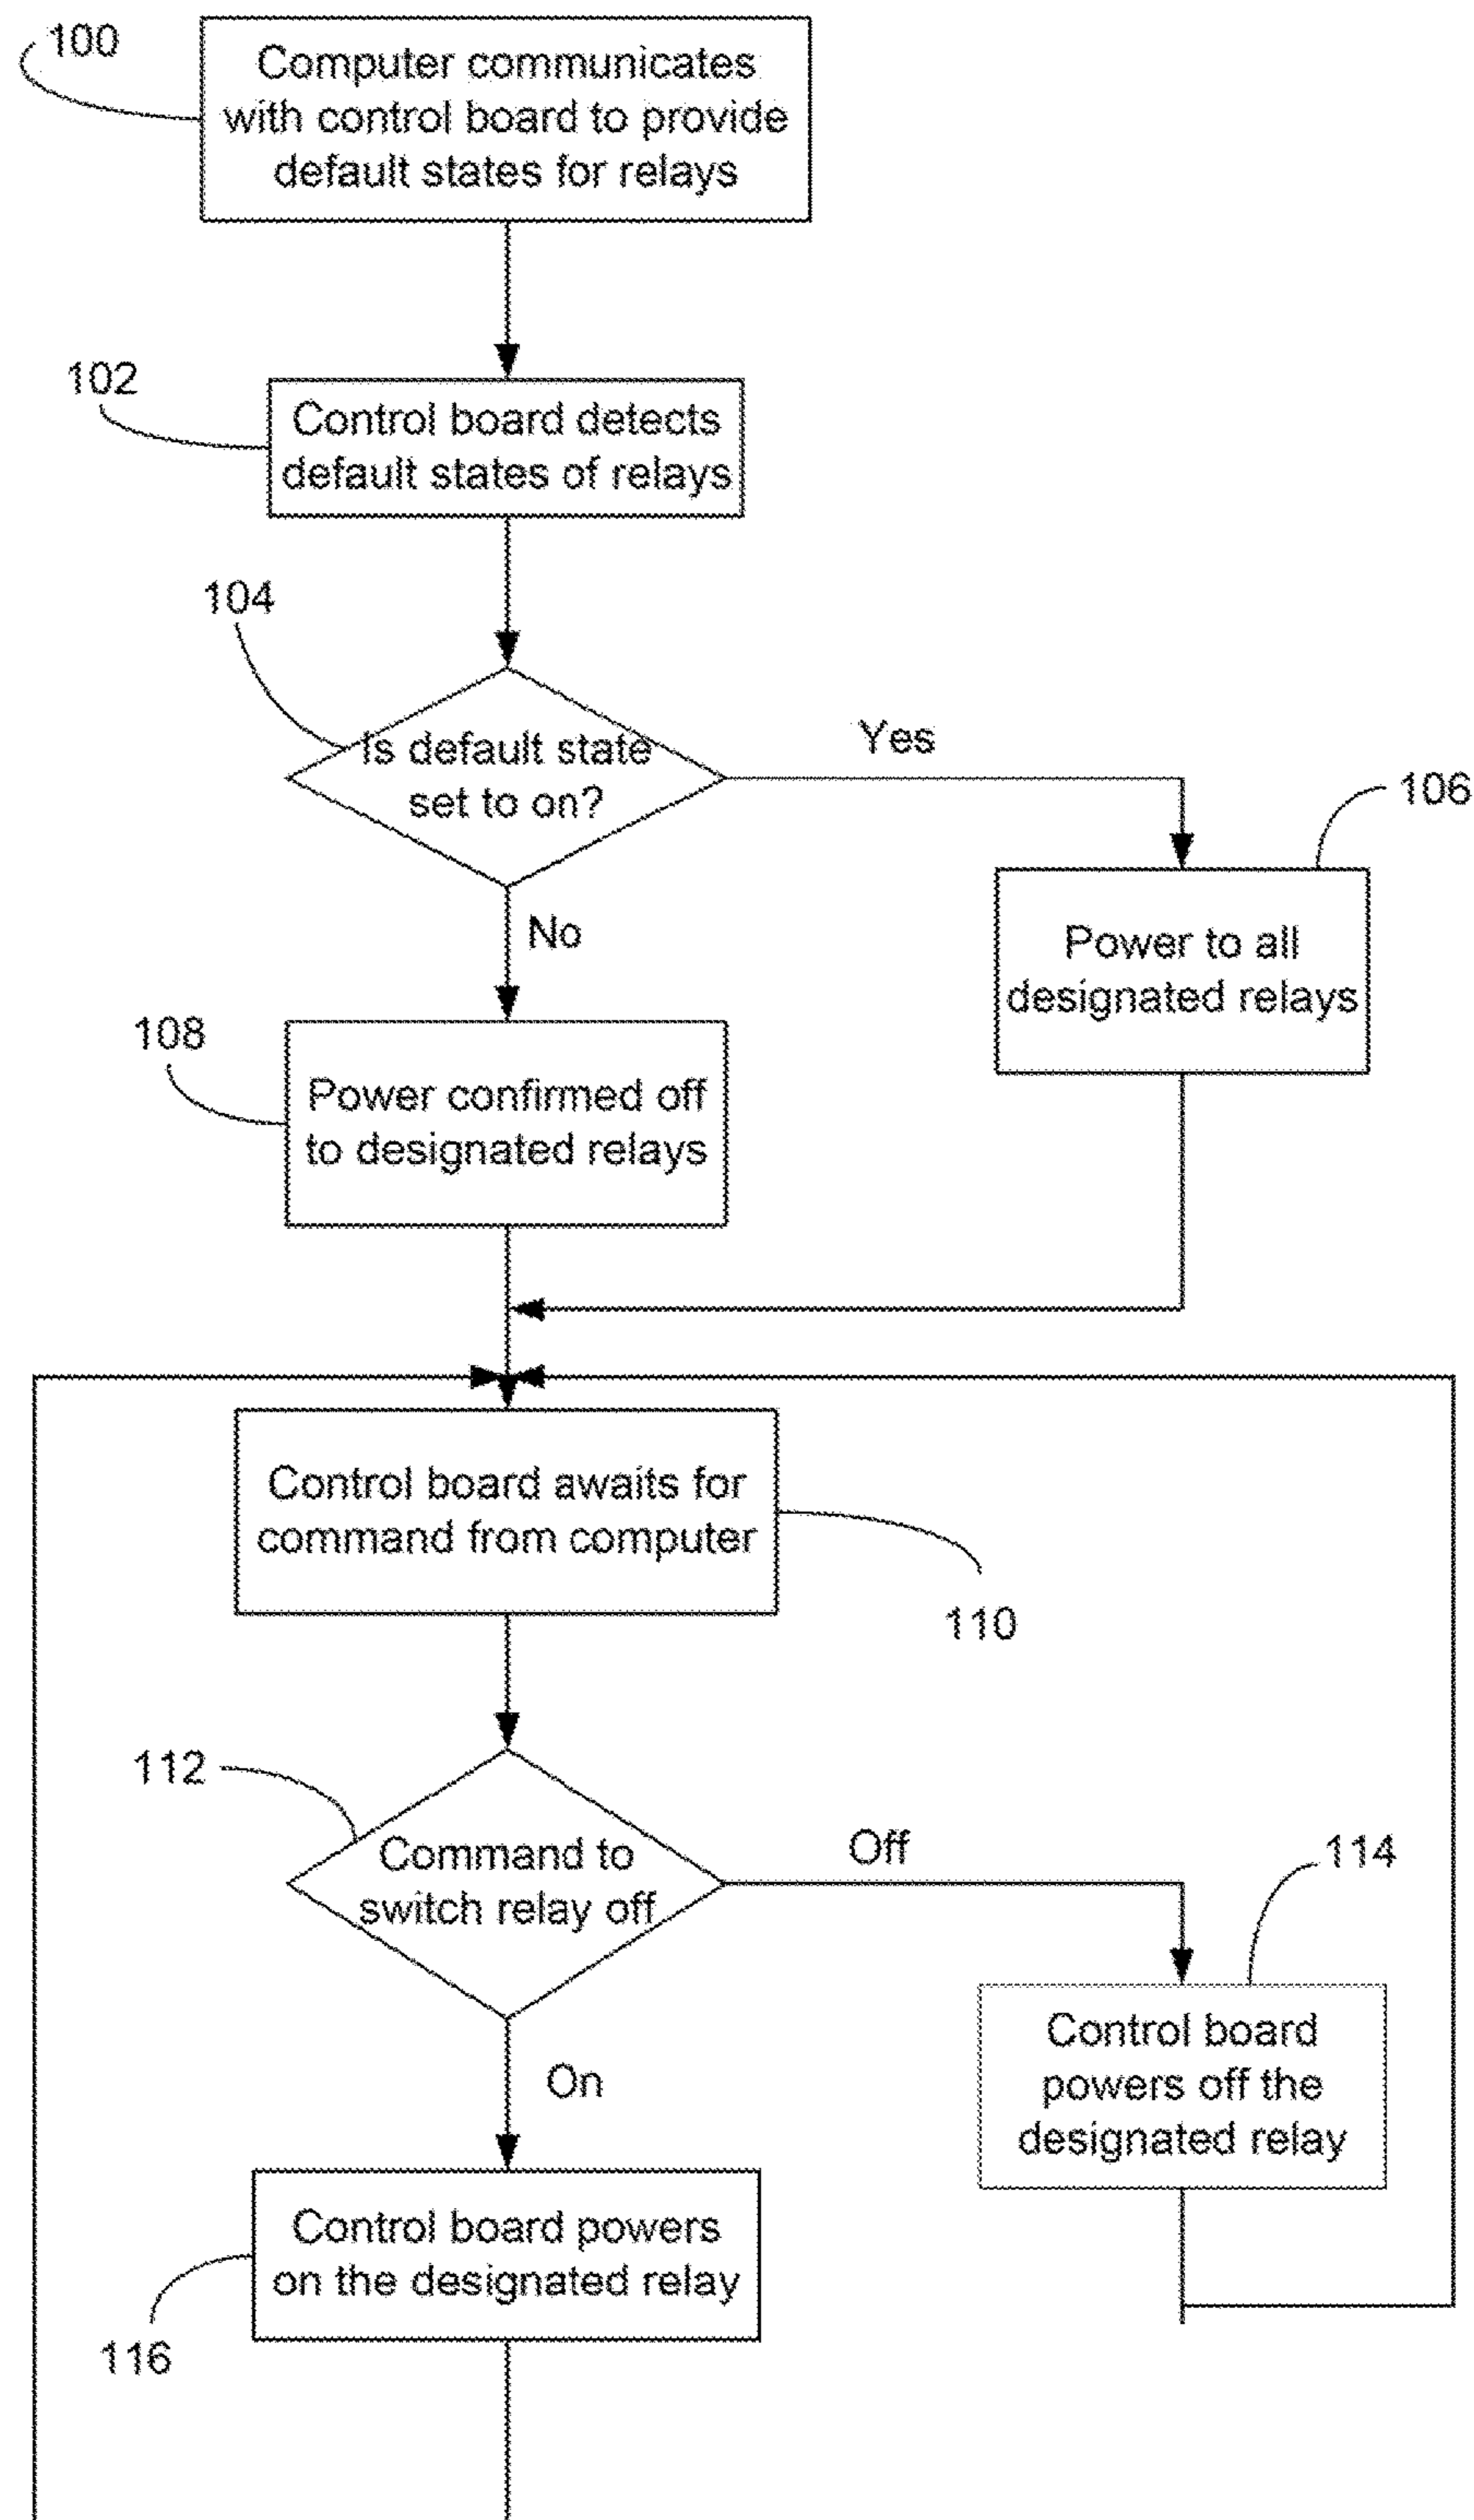 100
Computer communicates
with control board to provide
default states for relays
102
Control board detects
default states of relays
104
Is default state
set to on?
Yes
106
Power to all
designated relays
No
108
Power confirmed off
to designated relays
Control board awaits for
command from computer
110
112
Command to
switch relay off
Off
114
Control board
powers off the
designated relay
On
Control board powers
on the designated relay
116